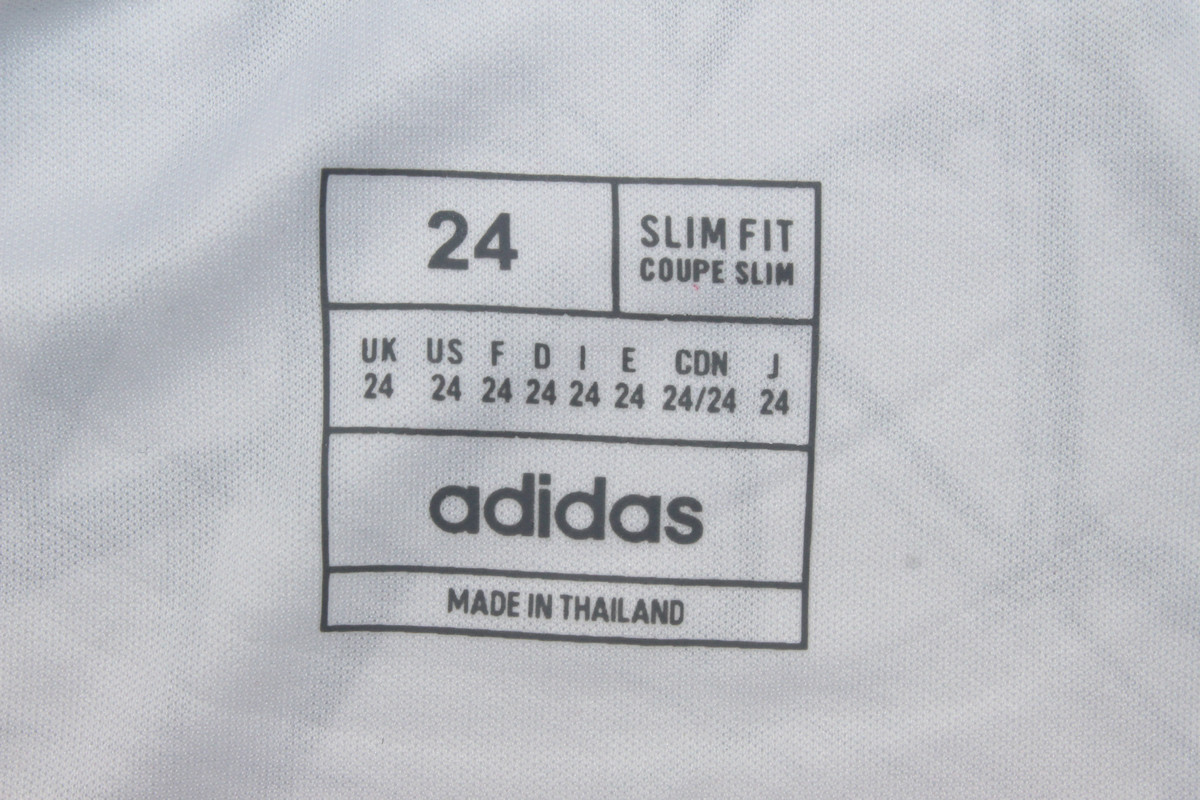 24
SLIM FIT
COUPE SLIM
UK US F D I E CDN J
24 24 24 24 24 24 24/24 24
adidas
MADE IN THAILAND